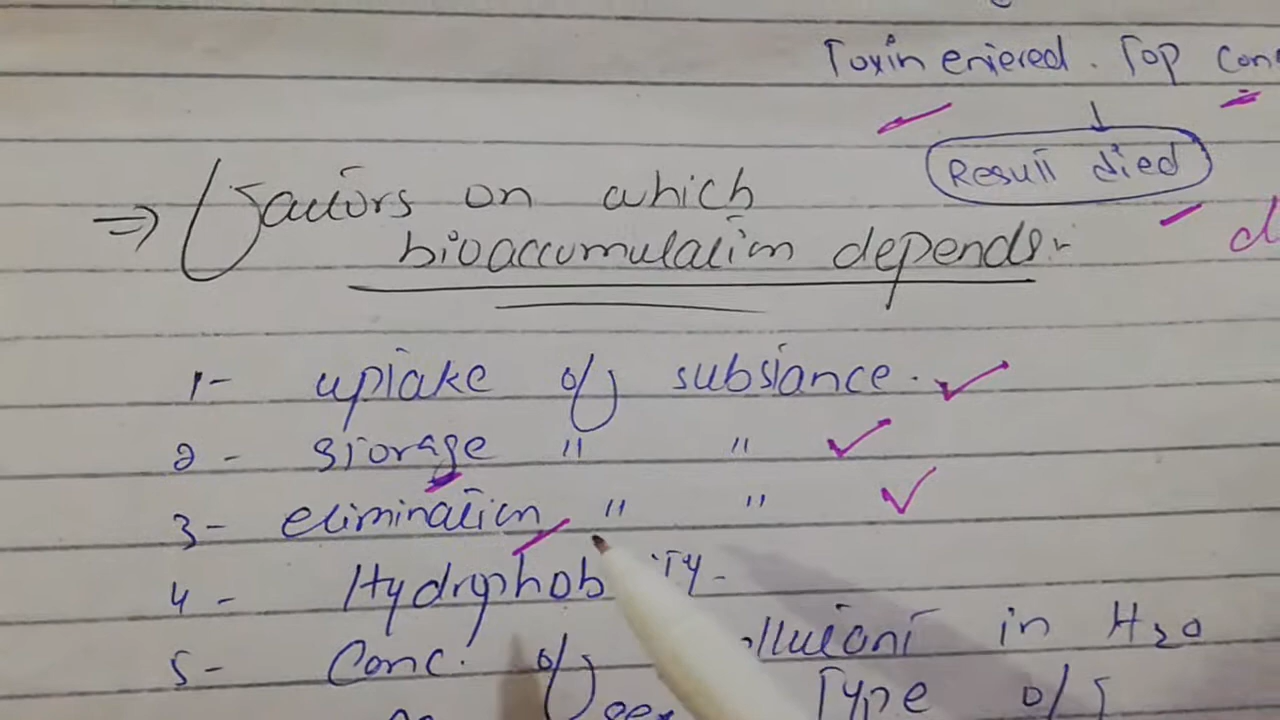 Toxin entered. Top
Result died
⇒ Factors on which
bioaccumulation depends:-
1- uptake of substance.
2- storage " "
3- elimination " "
4-
5- Conc. of in H2O
Type of